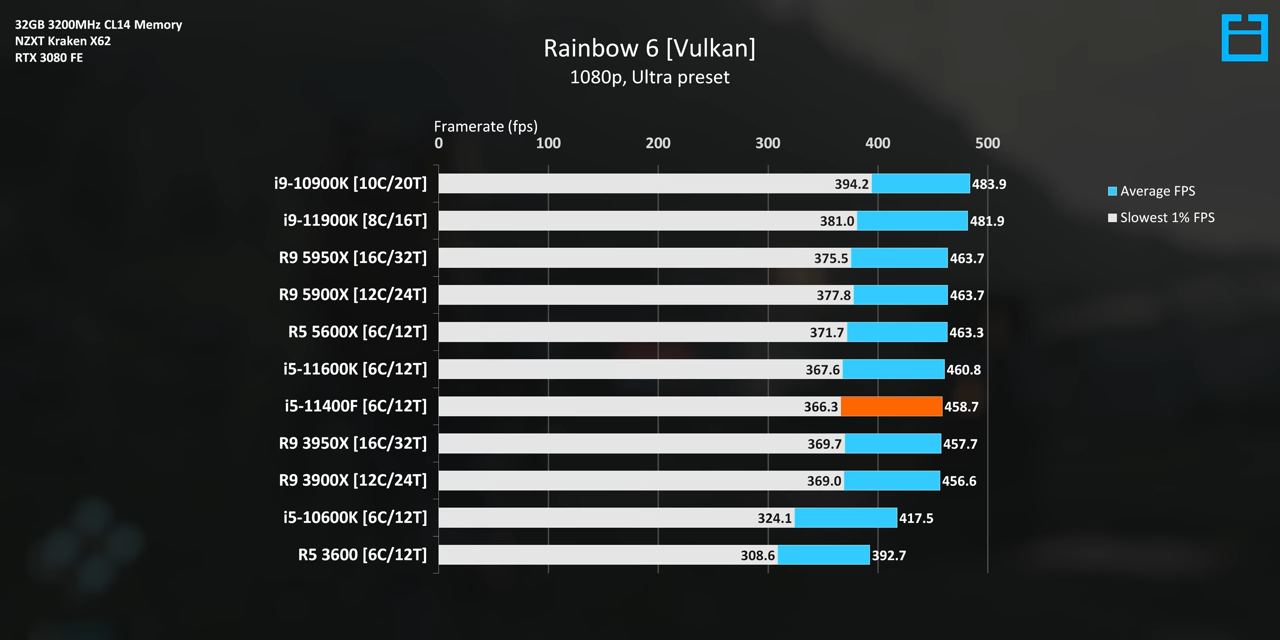 32GB 3200MHz CL14 Memory
NZXT Kraken X62
RTX 3080 FE
Rainbow 6 [Vulkan]
1080p, Ultra preset
Framerate (fps)
0 100 200 300 400 500
i9-10900K [10C/20T] 394.2 483.9
i9-11900K [8C/16T] 381.0 481.9
R9 5950X [16C/32T] 375.5 463.7
R9 5900X [12C/24T] 377.8 463.7
R5 5600X [6C/12T] 371.7 463.3
i5-11600K [6C/12T] 367.6 460.8
i5-11400F [6C/12T] 366.3 458.7
R9 3950X [16C/32T] 369.7 457.7
R9 3900X [12C/24T] 369.0 456.6
i5-10600K [6C/12T] 324.1 417.5
R5 3600 [6C/12T] 308.6 392.7
Average FPS
Slowest 1% FPS